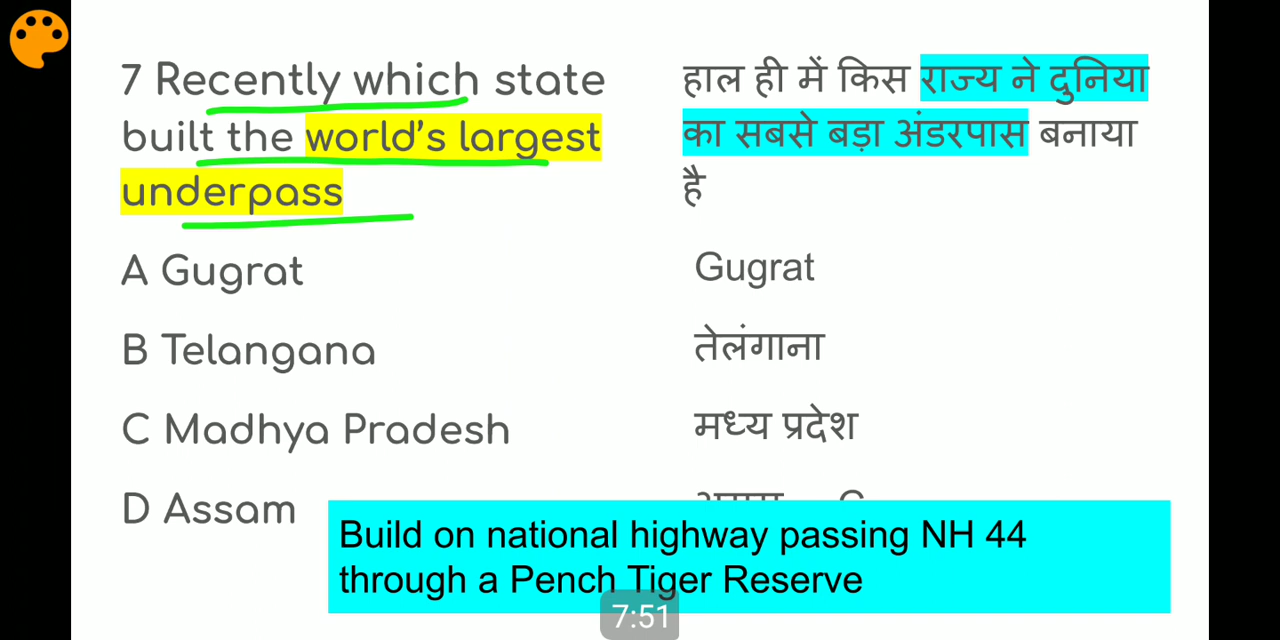 7 Recently which state
built the world's largest
underpass
A Gugrat
B Telangana
C Madhya Pradesh
D Assam
हाल ही में किस राज्य ने दुनिया
का सबसे बड़ा अंडरपास बनाया
है
Gugrat
तेलंगाना
मध्य प्रदेश
Build on national highway passing NH 44
through a Pench Tiger Reserve
7:51